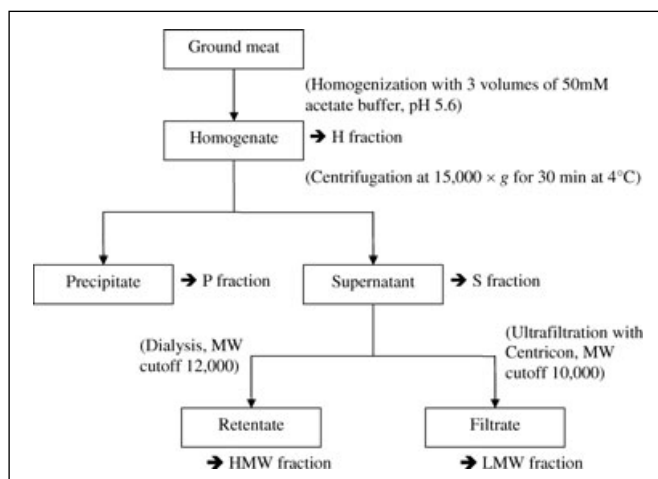 Ground meat
(Homogenization with 3 volumes of 50mM
acetate buffer, pH 5.6)
Homogenate
➔ H fraction
(Centrifugation at 15,000 × g for 30 min at 4°C)
Precipitate
➔ P fraction
Supernatant
➔ S fraction
(Dialysis, MW
cutoff 12,000)
(Ultrafiltration with
Centricon, MW
cutoff 10,000)
Retentate
Filtrate
➔ HMW fraction
➔ LMW fraction